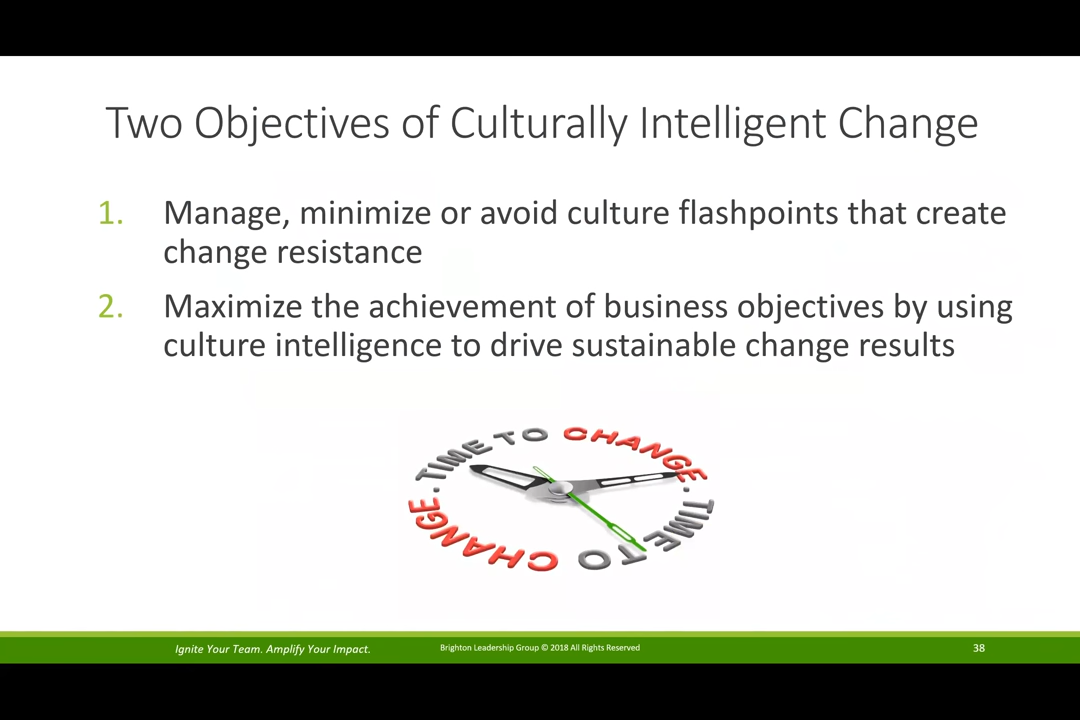 Two Objectives of Culturally Intelligent Change
1. Manage, minimize or avoid culture flashpoints that create
change resistance
2. Maximize the achievement of business objectives by using
culture intelligence to drive sustainable change results
TIME TO CHANGE . TIME TO CHANGE .
Ignite Your Team. Amplify Your Impact.
Brighton Leadership Group © 2018 All Rights Reserved
38